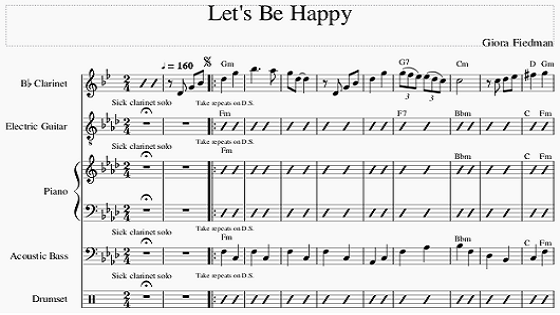 Let's Be Happy
Giora Fiedman
♩ = 160
Gm G7 Cm D Gm
B♭ Clarinet
3 3
Sick clarinet solo Take repeats on D.S.
Fm F7 Bbm C Fm
Electric Guitar
Sick clarinet solo Take repeats on D.S.
Fm Bbm C Fm
Piano
Sick clarinet solo Take repeats on D.S.
Fm Bbm C Fm
Acoustic Bass
Sick clarinet solo Take repeats on D.S.
Drumset